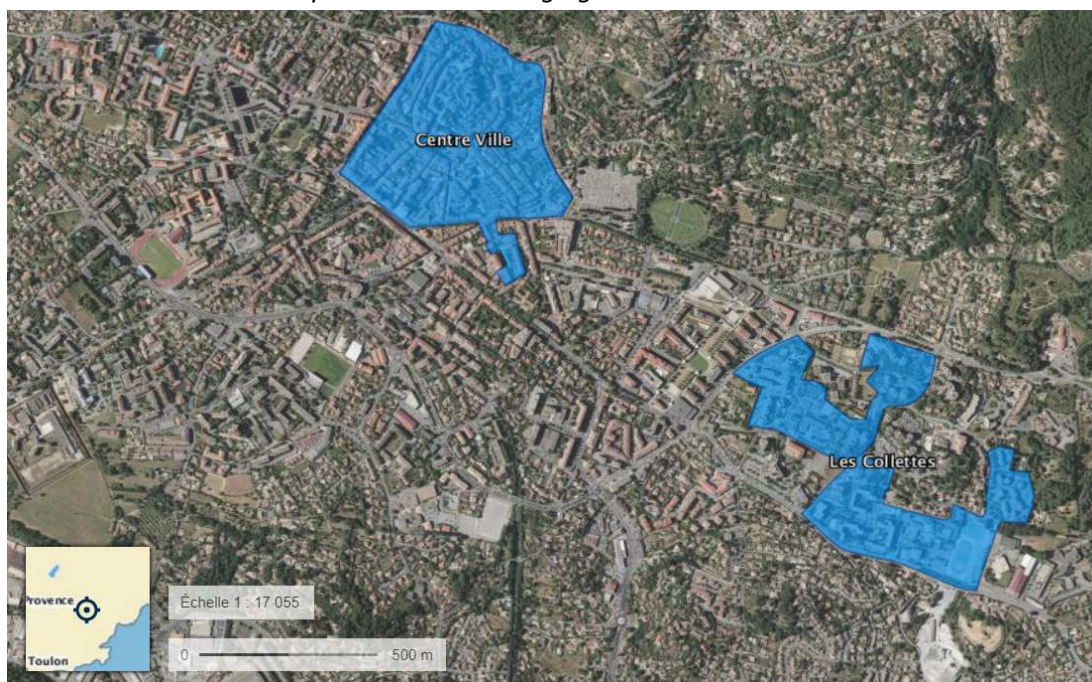 Centre Ville
Les Collettes
Provence
Échelle 1 : 17 055
0 500 m
Toulon